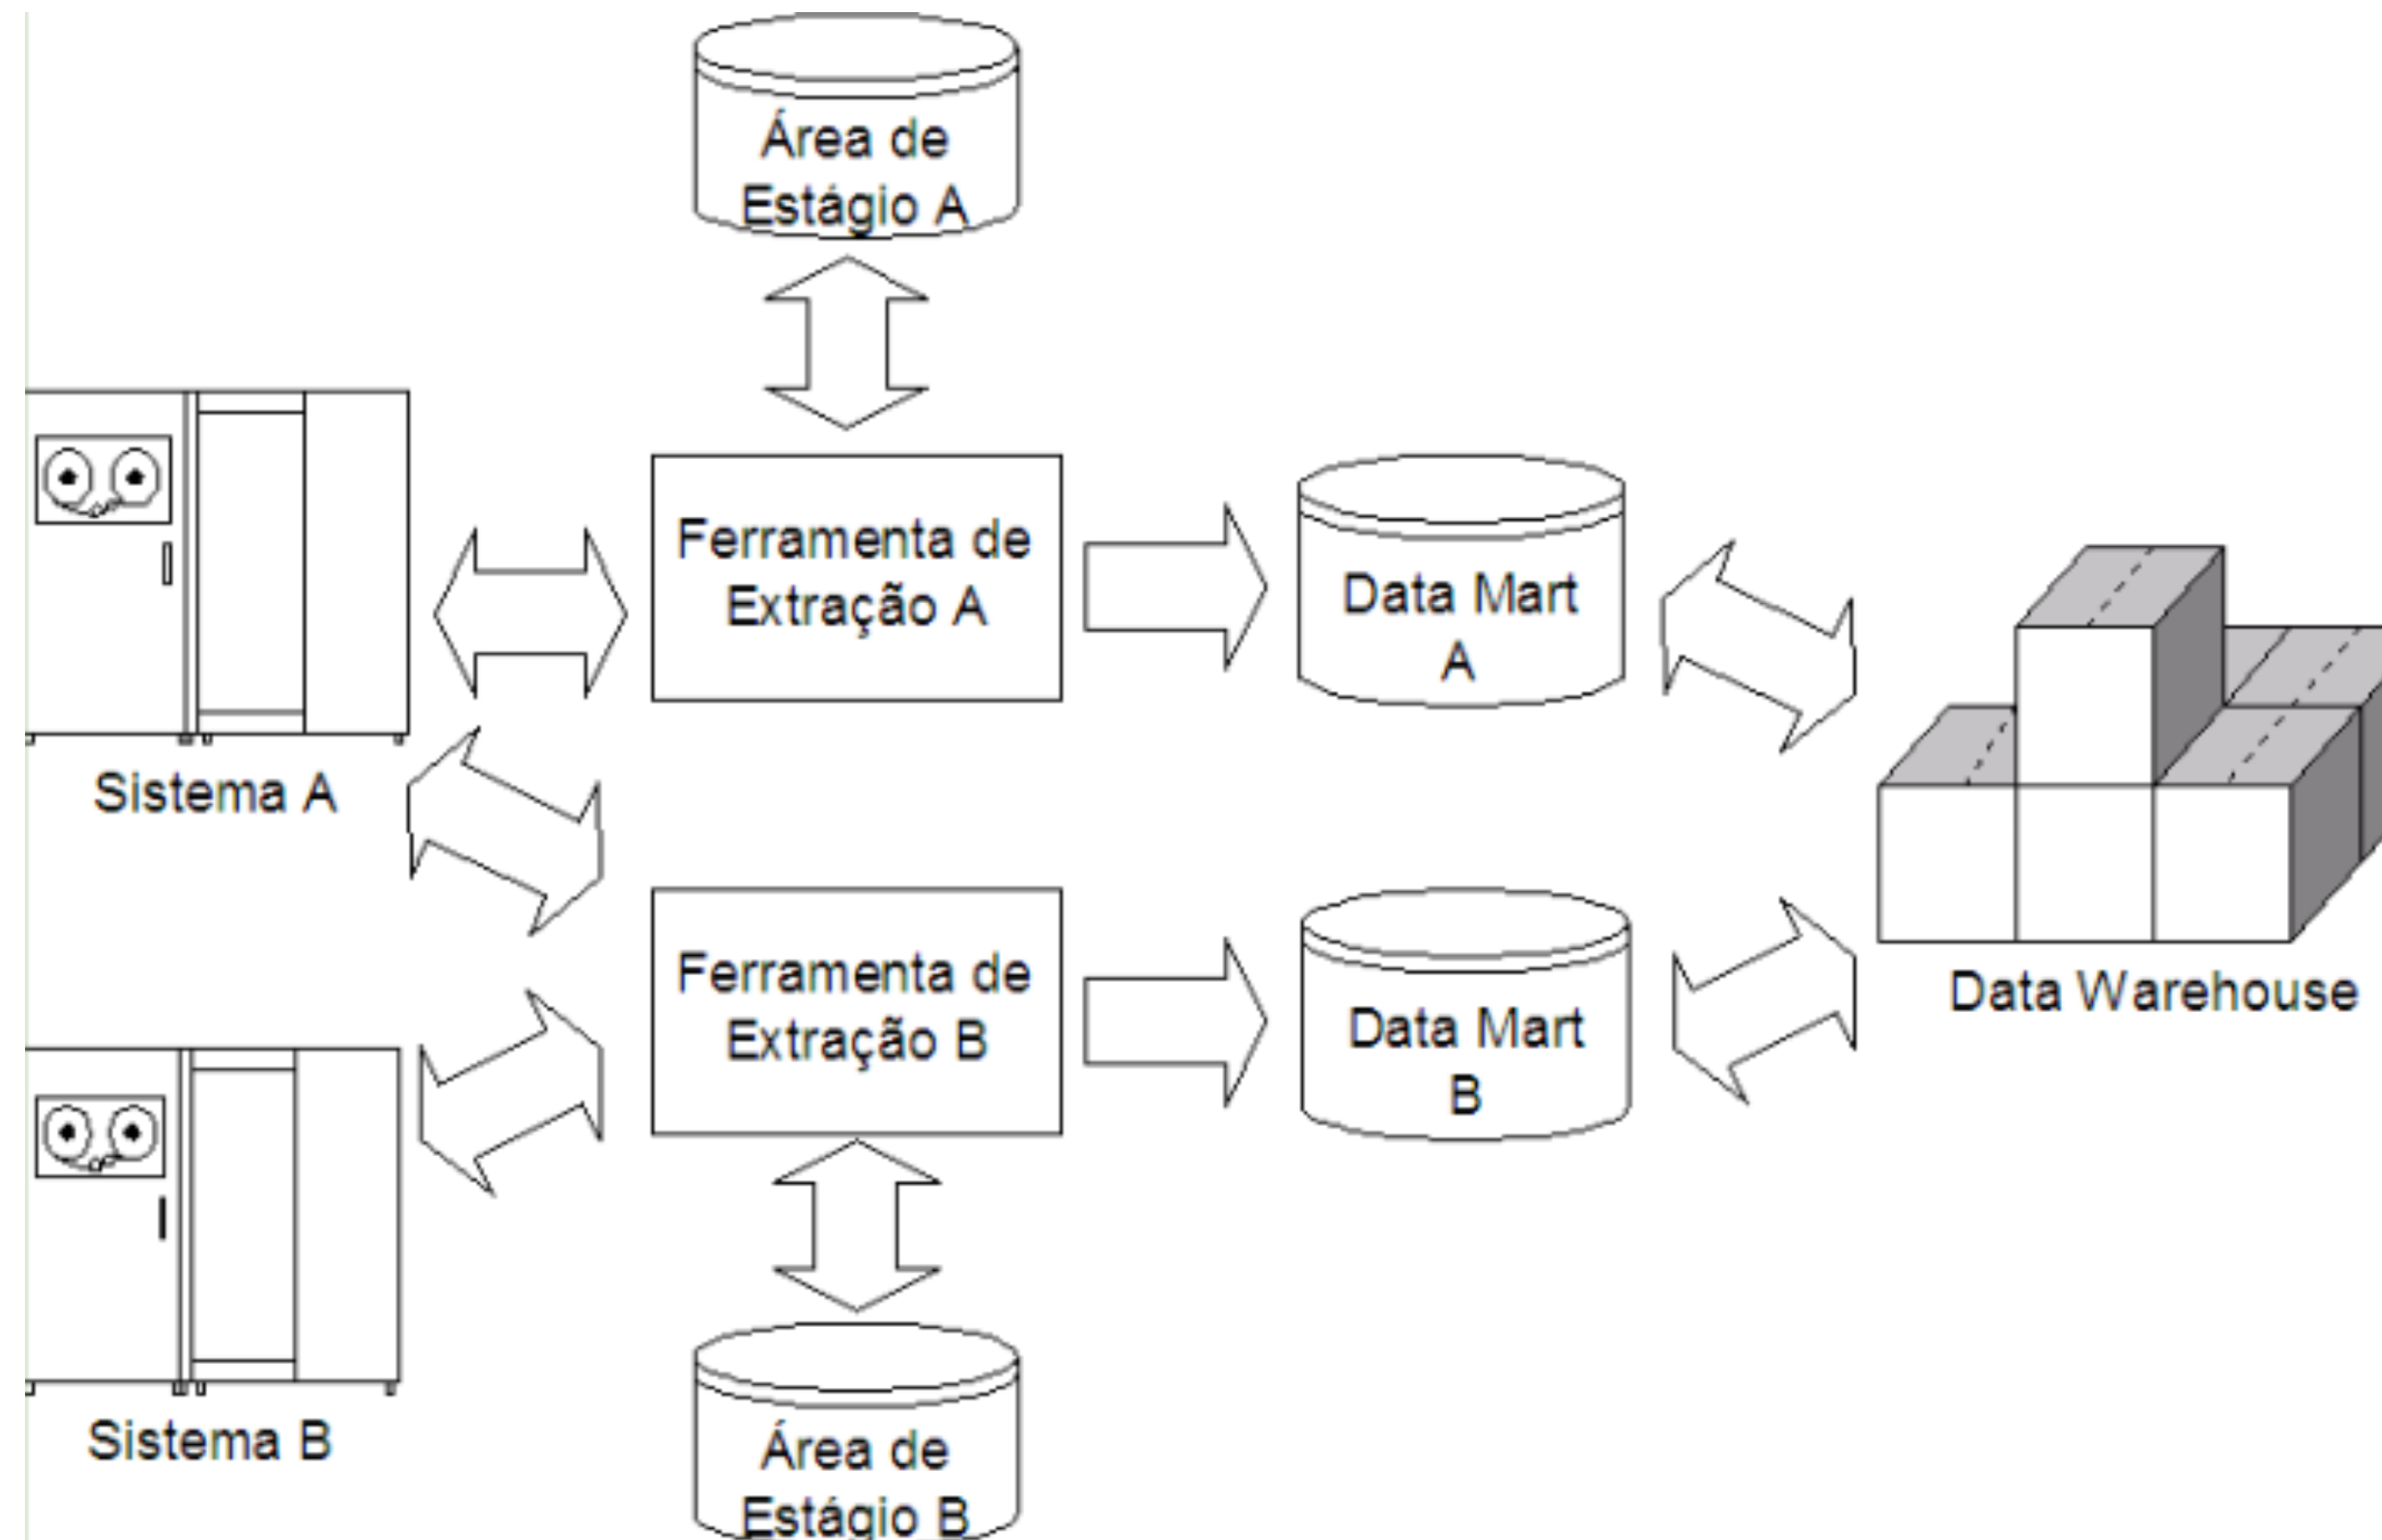 Área de
Estágio A
Ferramenta de
Extração A
Data Mart
A
Sistema A
Ferramenta de
Extração B
Data Mart
B
Data Warehouse
Sistema B
Área de
Estágio B